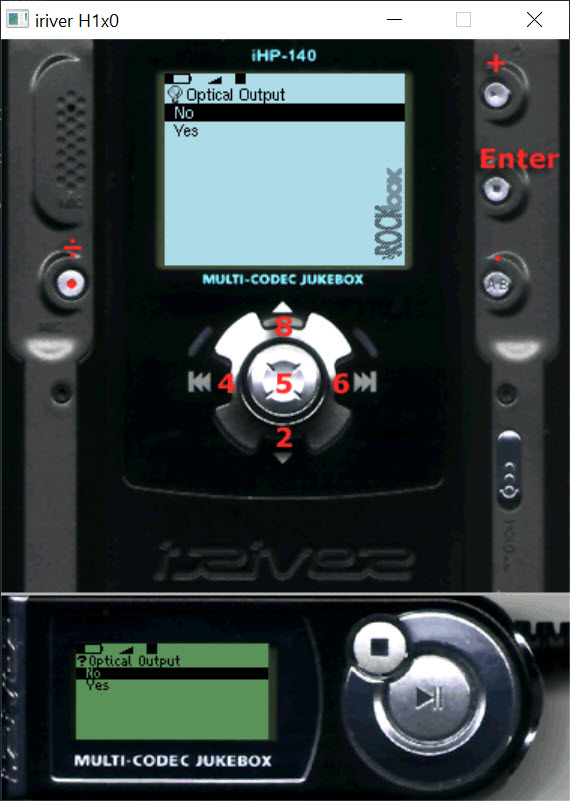 iriver H1x0
iHP-140
Optical Output
No
Yes
ROCKbox
+
Enter
÷
.
A-B
MULTI-CODEC JUKEBOX
8
4 5 6
2
iriver
?Optical Output
No
Yes
MULTI-CODEC JUKEBOX